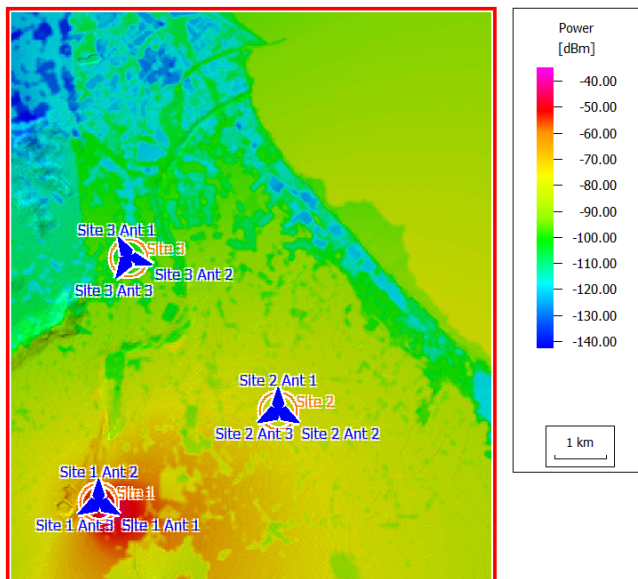 Site 3 Ant 1
Site 3
Site 3 Ant 2
Site 3 Ant 3
Site 2 Ant 1
Site 2
Site 2 Ant 3 Site 2 Ant 2
Site 1 Ant 2
Site 1
Site 1 Ant 3 Site 1 Ant 1
Power
[dBm]
-40.00
-50.00
-60.00
-70.00
-80.00
-90.00
-100.00
-110.00
-120.00
-130.00
-140.00
1 km